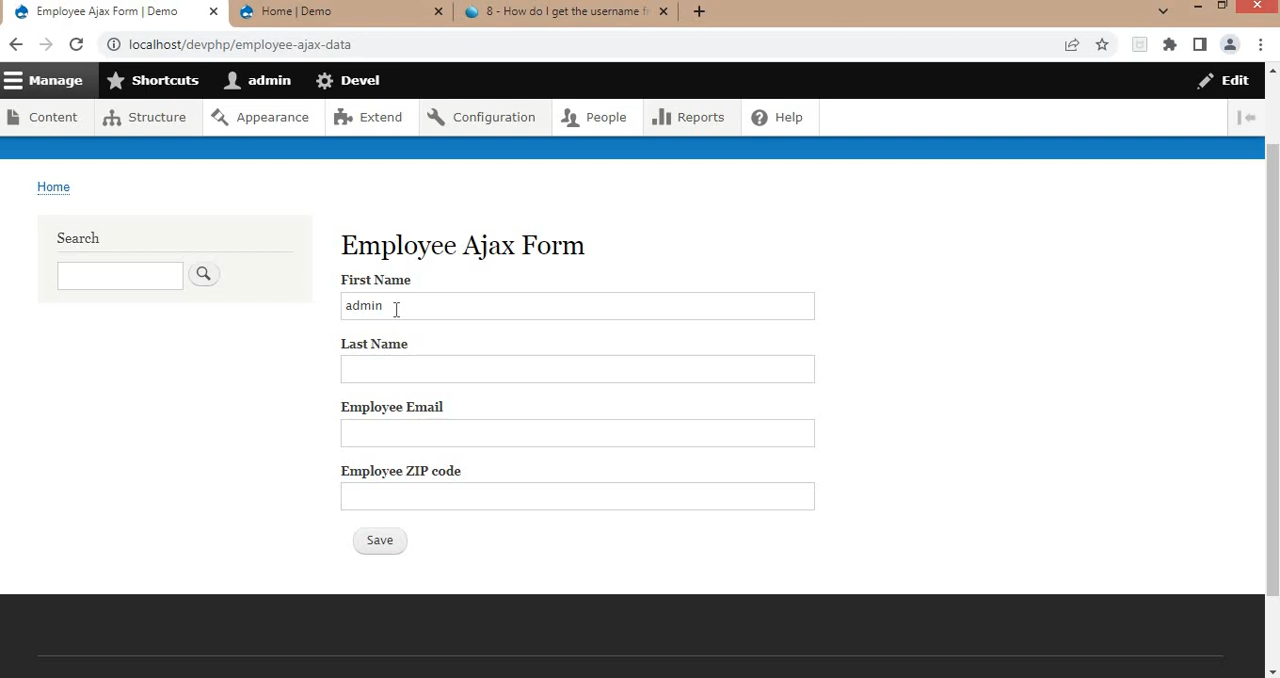 Employee Ajax Form | Demo
Home | Demo
8 - How do I get the username f
localhost/devphp/employee-ajax-data
Manage
Shortcuts
admin
Devel
Edit
Content
Structure
Appearance
Extend
Configuration
People
Reports
Help
Home
Search
Employee Ajax Form
First Name
admin
Last Name
Employee Email
Employee ZIP code
Save